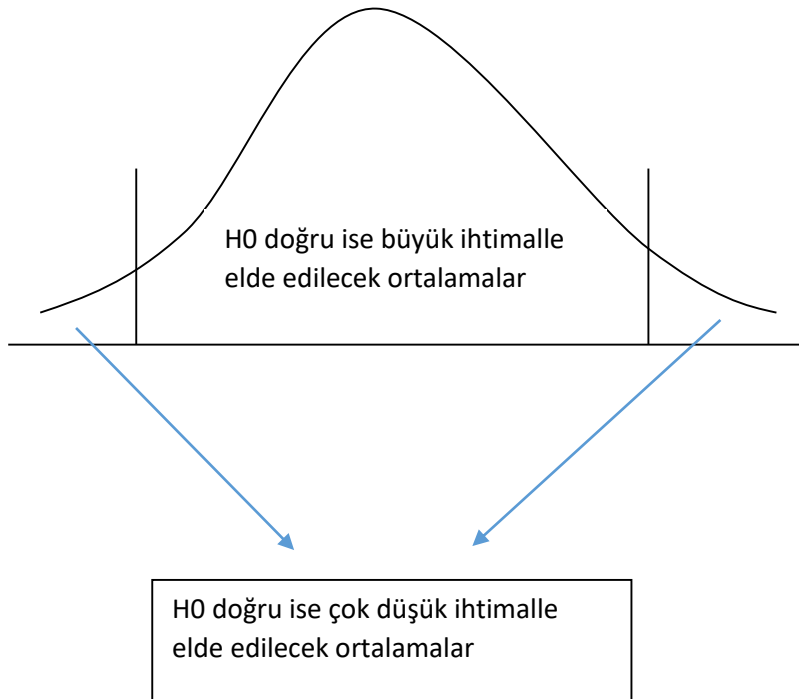 H0 doğru ise büyük ihtimalle
elde edilecek ortalamalar
H0 doğru ise çok düşük ihtimalle
elde edilecek ortalamalar